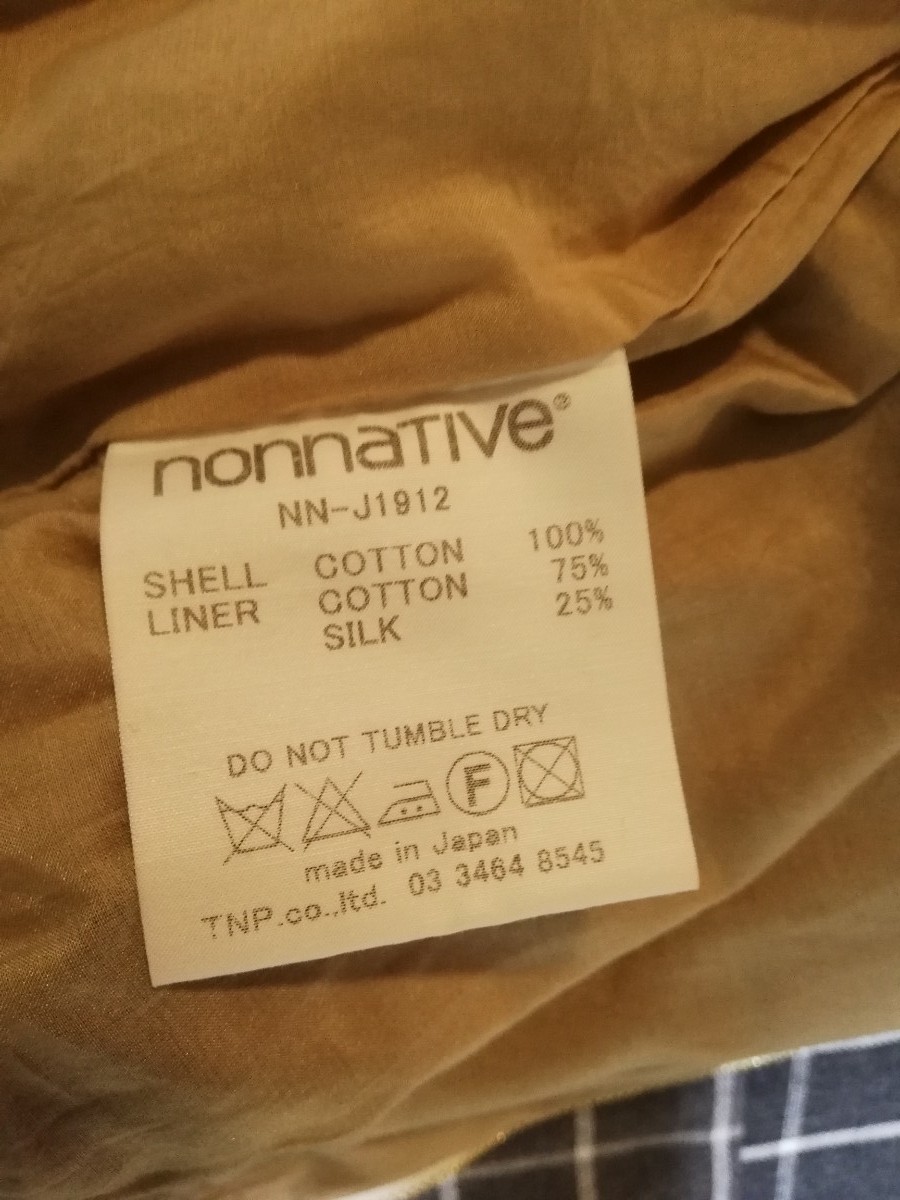 nonnaTIVe®
NN-J1912
SHELL COTTON 100%
LINER COTTON 75%
SILK 25%
DO NOT TUMBLE DRY
F
made in Japan
TNP.co.,ltd. 03 3464 8545